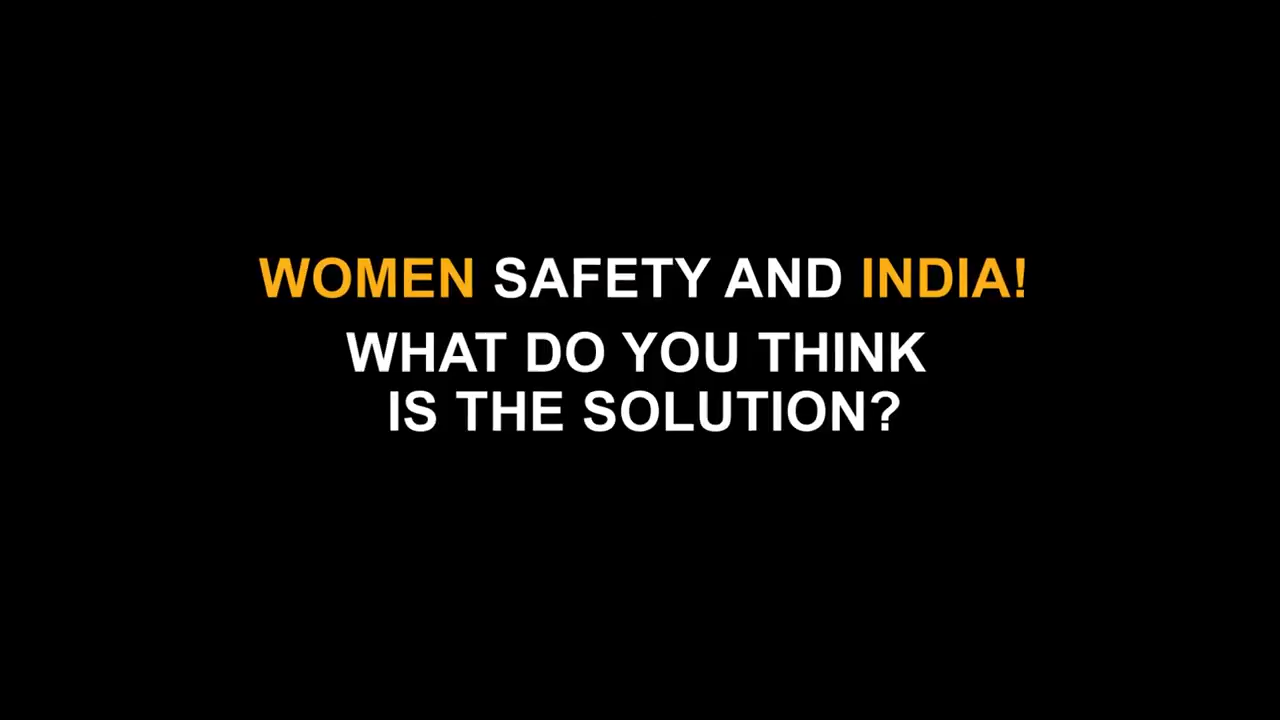 WOMEN SAFETY AND INDIA!
WHAT DO YOU THINK
IS THE SOLUTION?